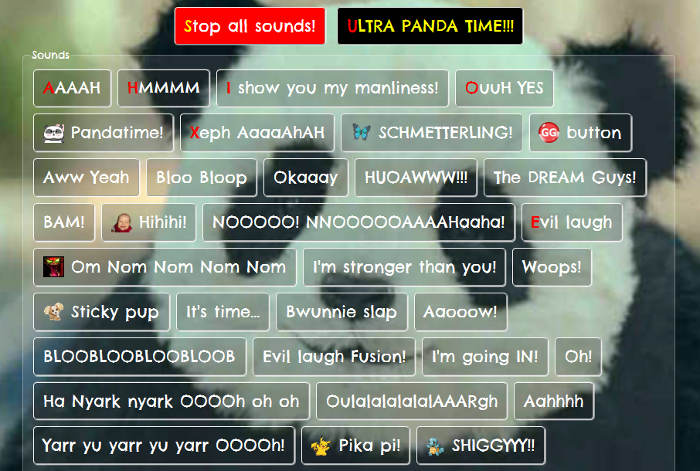 Stop all sounds! ULTRA PANDA TIME!!!
Sounds
AAAAH HMMMM I show you my manliness! OuuH YES
Pandatime! Xeph AaaaAhAH SCHMETTERLING! GG button
Aww Yeah Bloo Bloop Okaaay HUOAWWW!!! The DREAM Guys!
BAM! Hihihi! NOOOOO! NNOOOOOAAAAHaaha! Evil laugh
Om Nom Nom Nom Nom I'm stronger than you! Woops!
Sticky pup It's time... Bwunnie slap Aaooow!
BLOOBLOOBLOOBLOOB Evil laugh Fusion! I'm going IN! Oh!
Ha Nyark nyark OOOOh oh oh OulalalalalalAAARgh Aahhhh
Yarr yu yarr yu yarr OOOOh! Pika pi! SHIGGYYY!!